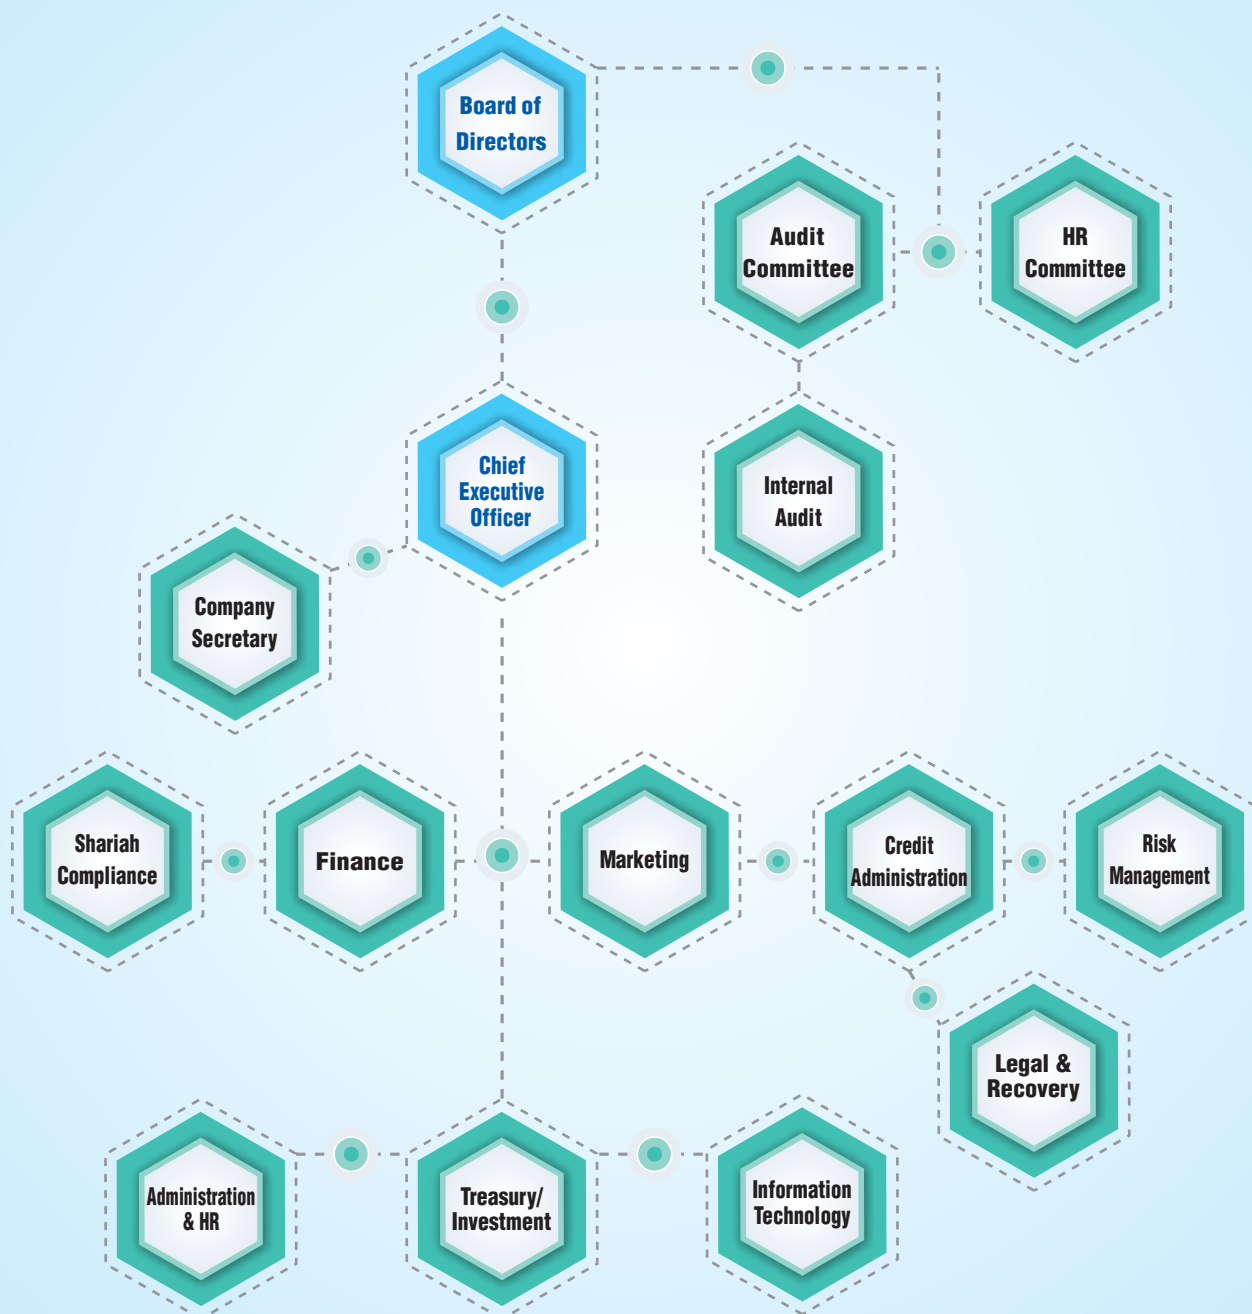 Board of
Directors
Audit
Committee
HR
Committee
Chief
Executive
Officer
Internal
Audit
Company
Secretary
Shariah
Compliance
Finance
Marketing
Credit
Administration
Risk
Management
Legal &
Recovery
Administration
& HR
Treasury/
Investment
Information
Technology